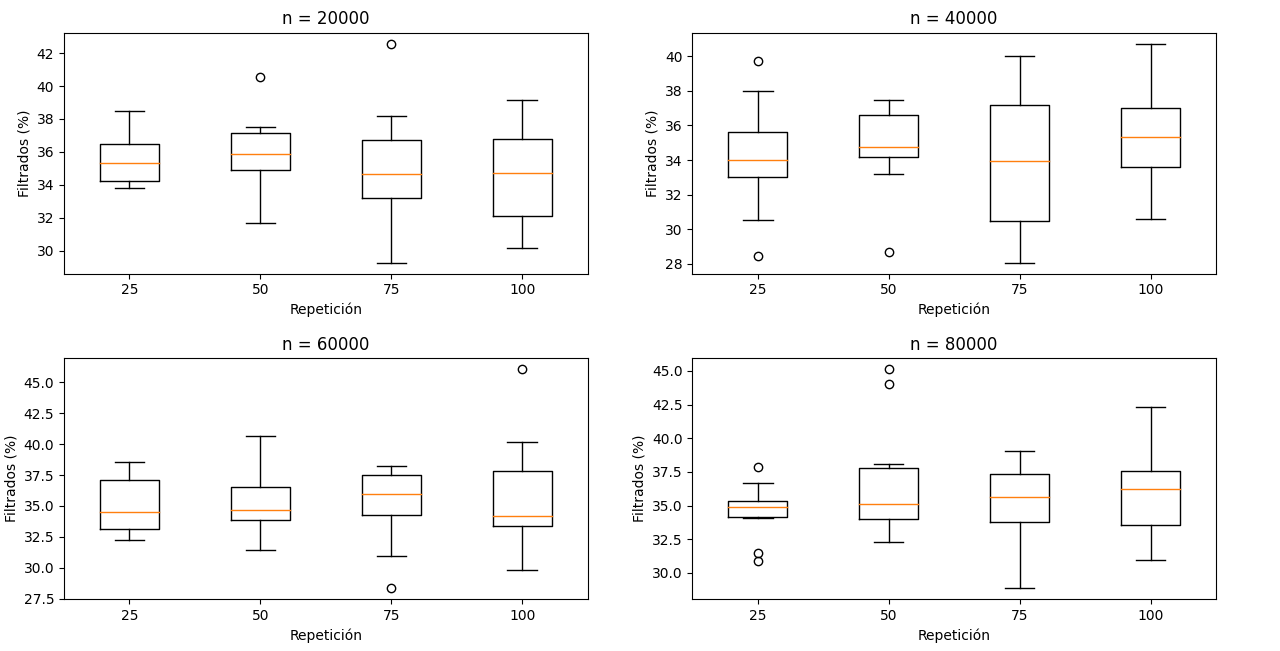 n = 20000
Filtrados (%)
42
40
38
36
34
32
30
25 50 75 100
Repetición
n = 40000
Filtrados (%)
40
38
36
34
32
30
28
25 50 75 100
Repetición
n = 60000
Filtrados (%)
45.0
42.5
40.0
37.5
35.0
32.5
30.0
27.5
25 50 75 100
Repetición
n = 80000
Filtrados (%)
45.0
42.5
40.0
37.5
35.0
32.5
30.0
25 50 75 100
Repetición